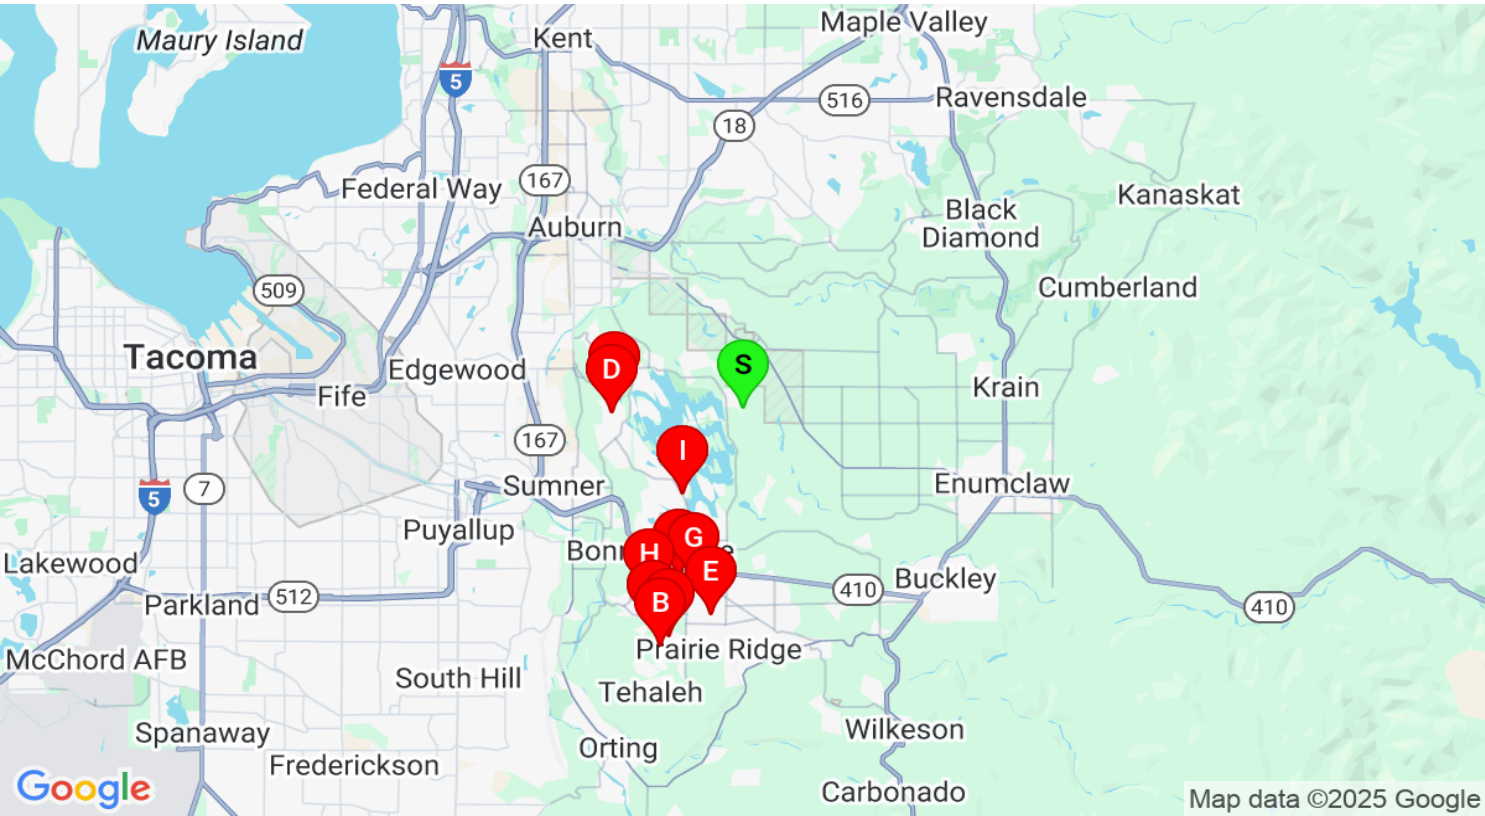 Maury Island
Kent
Maple Valley
5
516
Ravensdale
18
167
Federal Way
Kanaskat
Auburn
Black
Diamond
509
Cumberland
Tacoma
Edgewood
D
S
Krain
Fife
167
I
7
5
Sumner
Enumclaw
Puyallup
G
H
Lakewood
E
Buckley
410
512
Parkland
B
410
McChord AFB
Prairie Ridge
South Hill
Tehaleh
Spanaway
Orting
Wilkeson
Frederickson
Google
Carbonado
Map data ©2025 Google